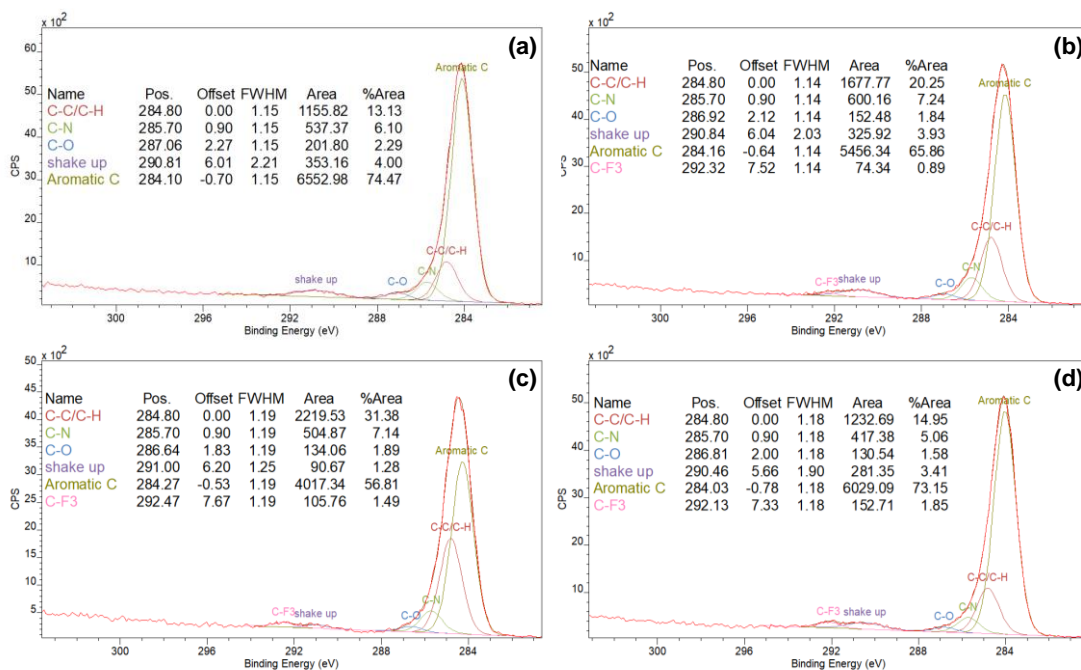 x 10²
(a)
60
50
40
30
20
10
CPS
Name Pos. Offset FWHM Area %Area
C-C/C-H 284.80 0.00 1.15 1155.82 13.13
C-N 285.70 0.90 1.15 537.37 6.10
C-O 287.06 2.27 1.15 201.80 2.29
shake up 290.81 6.01 2.21 353.16 4.00
Aromatic C 284.10 -0.70 1.15 6552.98 74.47
Aromatic C
C-C/C-H
C-N
C-O
shake up
300 296 292 288 284
Binding Energy (eV)
x 10²
(b)
50
40
30
20
10
CPS
Name Pos. Offset FWHM Area %Area
C-C/C-H 284.80 0.00 1.14 1677.77 20.25
C-N 285.70 0.90 1.14 600.16 7.24
C-O 286.92 2.12 1.14 152.48 1.84
shake up 290.84 6.04 2.03 325.92 3.93
Aromatic C 284.16 -0.64 1.14 5456.34 65.86
C-F3 292.32 7.52 1.14 74.34 0.89
Aromatic C
C-C/C-H
C-N
C-O
C-F3 shake up
300 296 292 288 284
Binding Energy (eV)
x 10²
(c)
50
45
40
35
30
25
20
15
10
5
CPS
Name Pos. Offset FWHM Area %Area
C-C/C-H 284.80 0.00 1.19 2219.53 31.38
C-N 285.70 0.90 1.19 504.87 7.14
C-O 286.64 1.83 1.19 134.06 1.89
shake up 291.00 6.20 1.25 90.67 1.28
Aromatic C 284.27 -0.53 1.19 4017.34 56.81
C-F3 292.47 7.67 1.19 105.76 1.49
Aromatic C
C-C/C-H
C-N
C-O
C-F3 shake up
300 296 292 288 284
Binding Energy (eV)
x 10²
(d)
50
40
30
20
10
CPS
Name Pos. Offset FWHM Area %Area
C-C/C-H 284.80 0.00 1.18 1232.69 14.95
C-N 285.70 0.90 1.18 417.38 5.06
C-O 286.81 2.00 1.18 130.54 1.58
shake up 290.46 5.66 1.90 281.35 3.41
Aromatic C 284.03 -0.78 1.18 6029.09 73.15
C-F3 292.13 7.33 1.18 152.71 1.85
Aromatic C
C-C/C-H
C-N
C-O
C-F3 shake up
300 296 292 288 284
Binding Energy (eV)